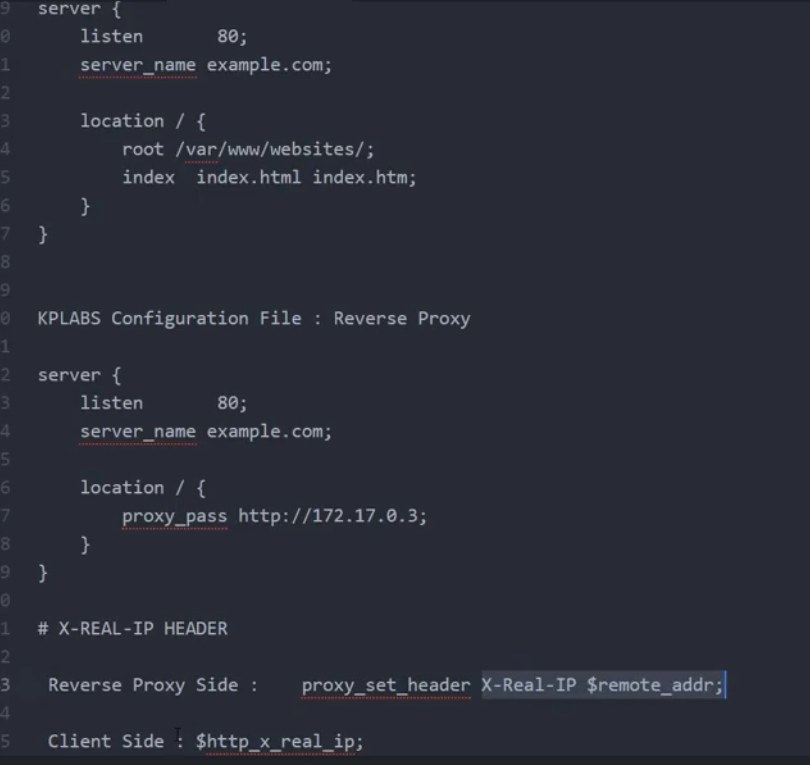 9 server {
0 listen 80;
1 server_name example.com;
2
3 location / {
4 root /var/www/websites/;
5 index index.html index.htm;
6 }
7 }
8
9
0 KPLABS Configuration File : Reverse Proxy
1
2 server {
3 listen 80;
4 server_name example.com;
5
6 location / {
7 proxy_pass http://172.17.0.3;
8 }
9 }
0
1 # X-REAL-IP HEADER
2
3 Reverse Proxy Side : proxy_set_header X-Real-IP $remote_addr;
4
5 Client Side : $http_x_real_ip;